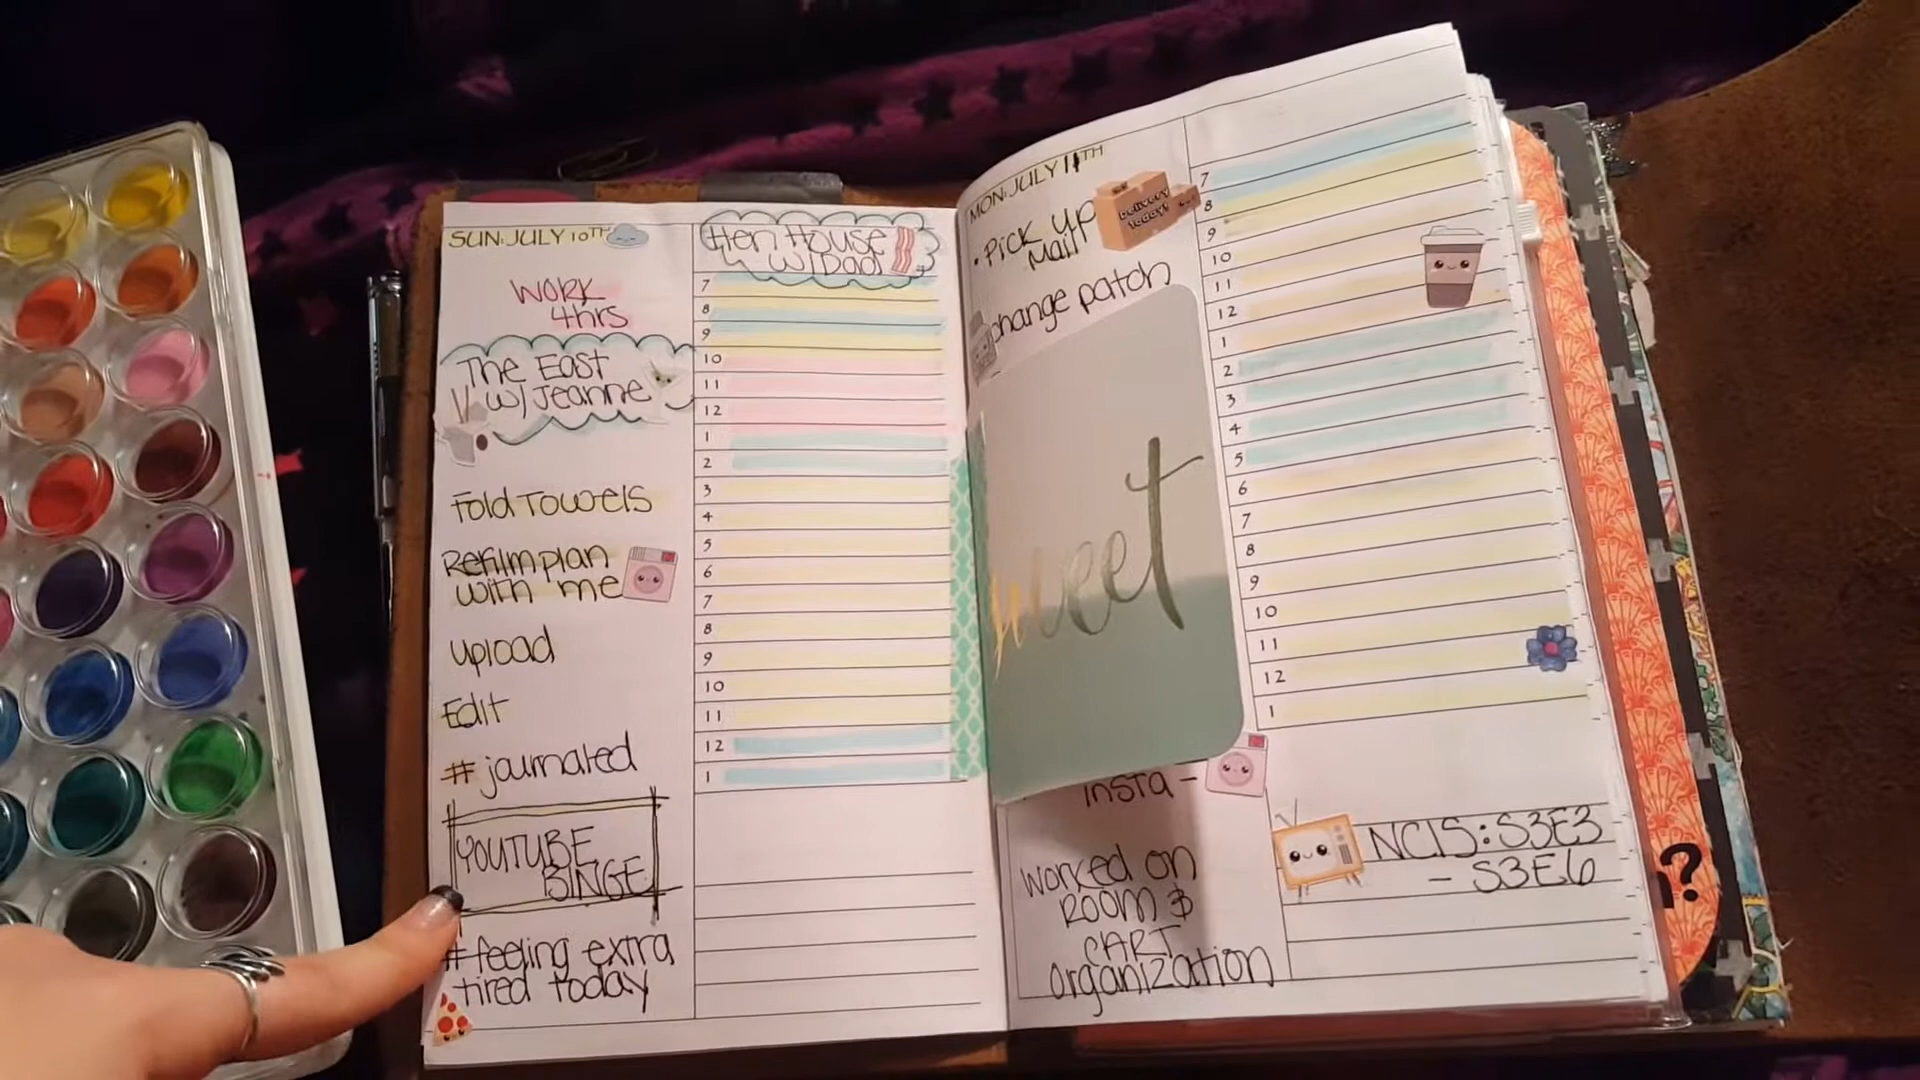 SUN: JULY 10TH
WORK
4hrs
The East
w/Jeanne
Fold Towels
Refilm plan
with me
upload
Edit
# journaled
YOUTUBE
BINGE
#feeling extra
tired today
Hen House
w/Dad
7
8
9
10
11
12
1
2
3
4
5
6
7
8
9
10
11
12
1
MON: JULY 11TH
• Pick up
Mail
Delivery
Today!
change patch
sweet
insta -
worked on
Room &
CART
organization
7
8
9
10
11
12
1
2
3
4
5
6
7
8
9
10
11
12
1
NCIS: S3E3
- S3E6
?